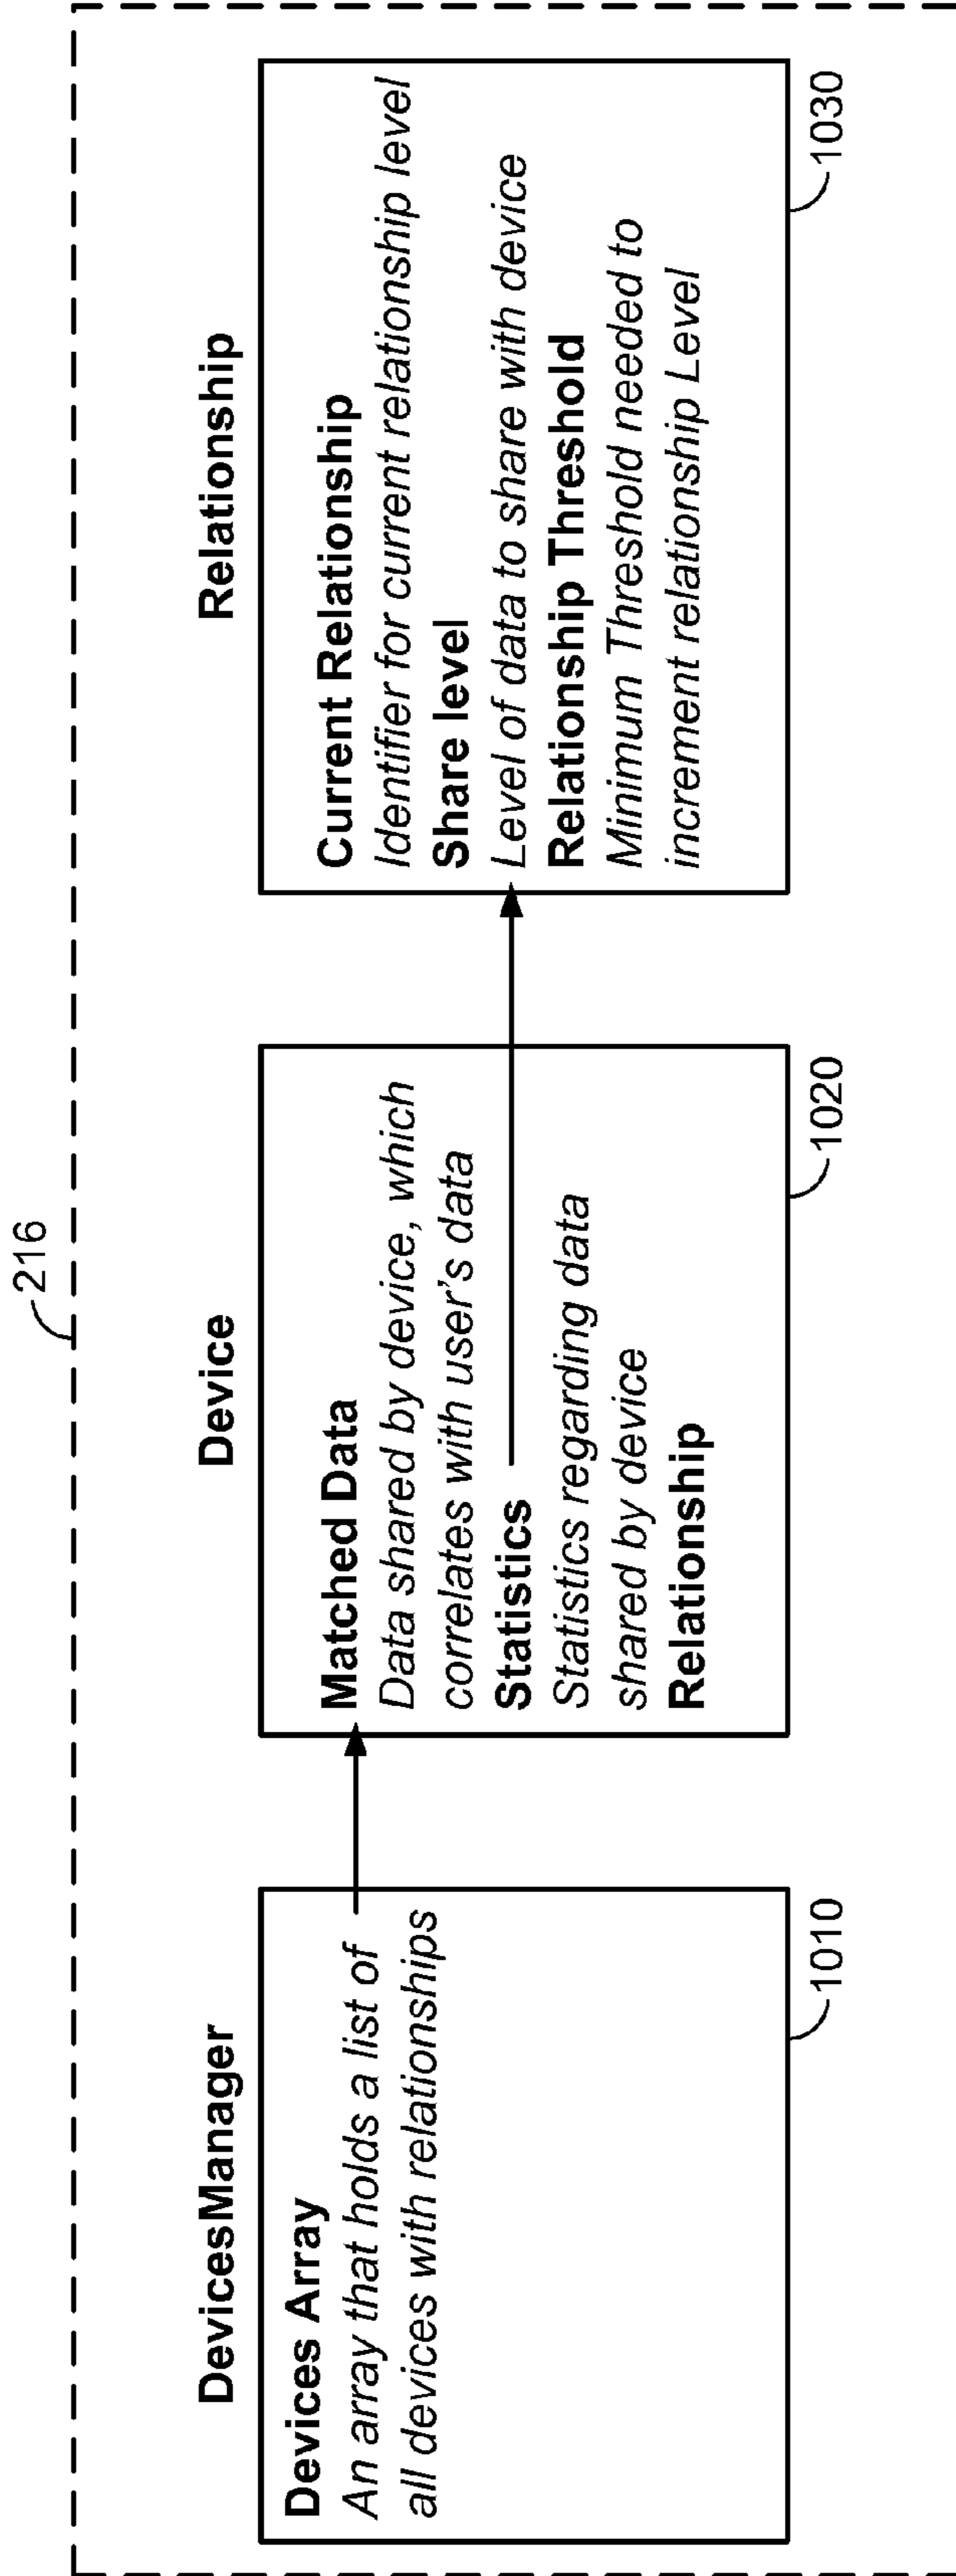 216
DevicesManager
Devices Array
An array that holds a list of
all devices with relationships
1010
Device
Matched Data
Data shared by device, which
correlates with user's data
Statistics
Statistics regarding data
shared by device
Relationship
1020
Relationship
Current Relationship
Identifier for current relationship level
Share level
Level of data to share with device
Relationship Threshold
Minimum Threshold needed to
increment relationship Level
1030